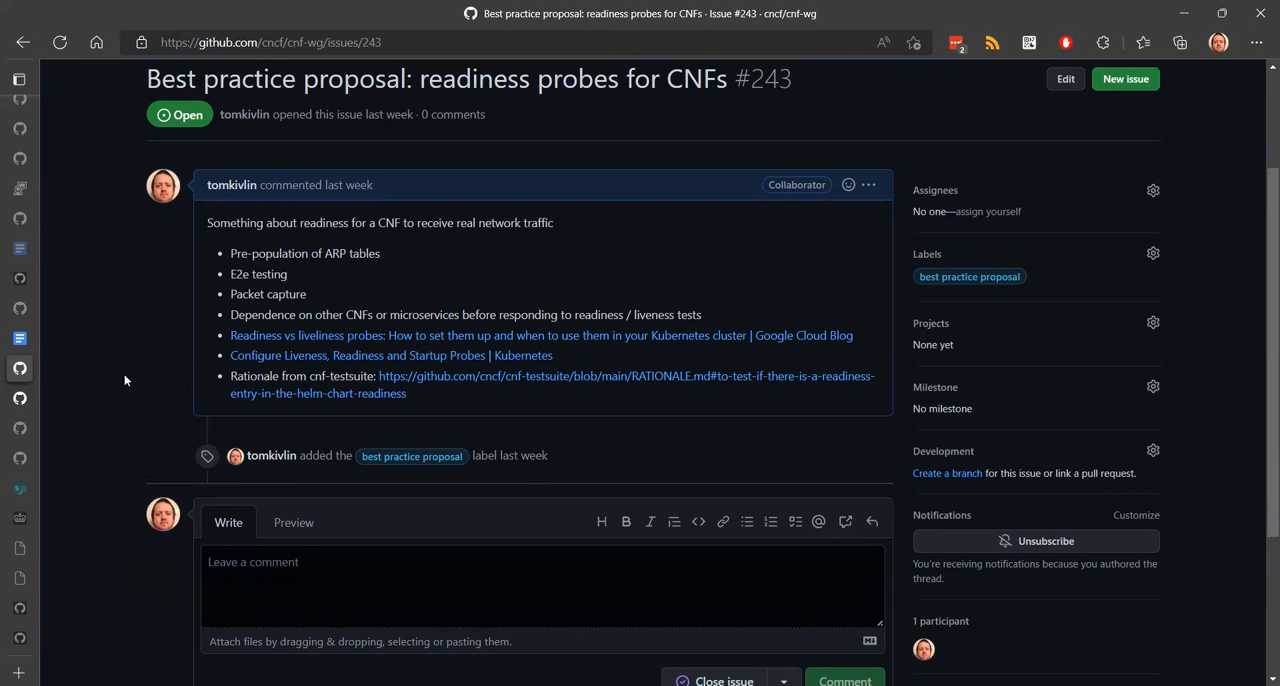 Best practice proposal: readiness probes for CNFs · Issue #243 · cncf/cnf-wg
https://github.com/cncf/cnf-wg/issues/243
2
Best practice proposal: readiness probes for CNFs #243
Edit
New issue
Open
tomkivlin opened this issue last week · 0 comments
tomkivlin commented last week
Collaborator
Something about readiness for a CNF to receive real network traffic
• Pre-population of ARP tables
• E2e testing
• Packet capture
• Dependence on other CNFs or microservices before responding to readiness / liveness tests
• Readiness vs liveliness probes: How to set them up and when to use them in your Kubernetes cluster | Google Cloud Blog
• Configure Liveness, Readiness and Startup Probes | Kubernetes
• Rationale from cnf-testsuite: https://github.com/cncf/cnf-testsuite/blob/main/RATIONALE.md#to-test-if-there-is-a-readiness-
entry-in-the-helm-chart-readiness
tomkivlin added the best practice proposal label last week
Write
Preview
Leave a comment
Attach files by dragging & dropping, selecting or pasting them.
Close issue
Comment
Assignees
No one—assign yourself
Labels
best practice proposal
Projects
None yet
Milestone
No milestone
Development
Create a branch for this issue or link a pull request.
Notifications
Customize
Unsubscribe
You're receiving notifications because you authored the
thread.
1 participant